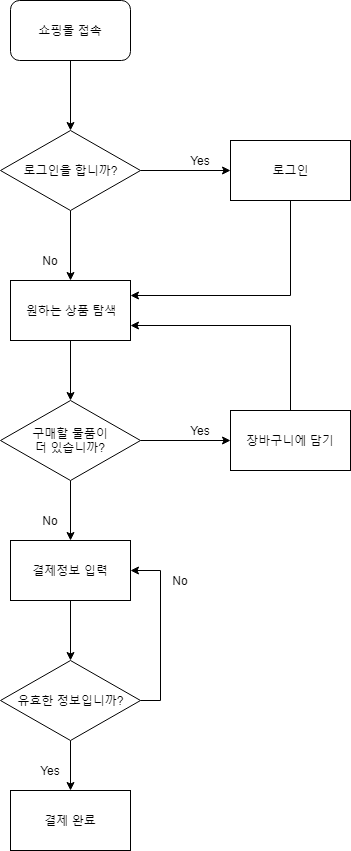 쇼핑몰 접속
로그인을 합니까?
Yes
로그인
No
원하는 상품 탐색
구매할 물품이
더 있습니까?
Yes
장바구니에 담기
No
결제정보 입력
No
유효한 정보입니까?
Yes
결제 완료